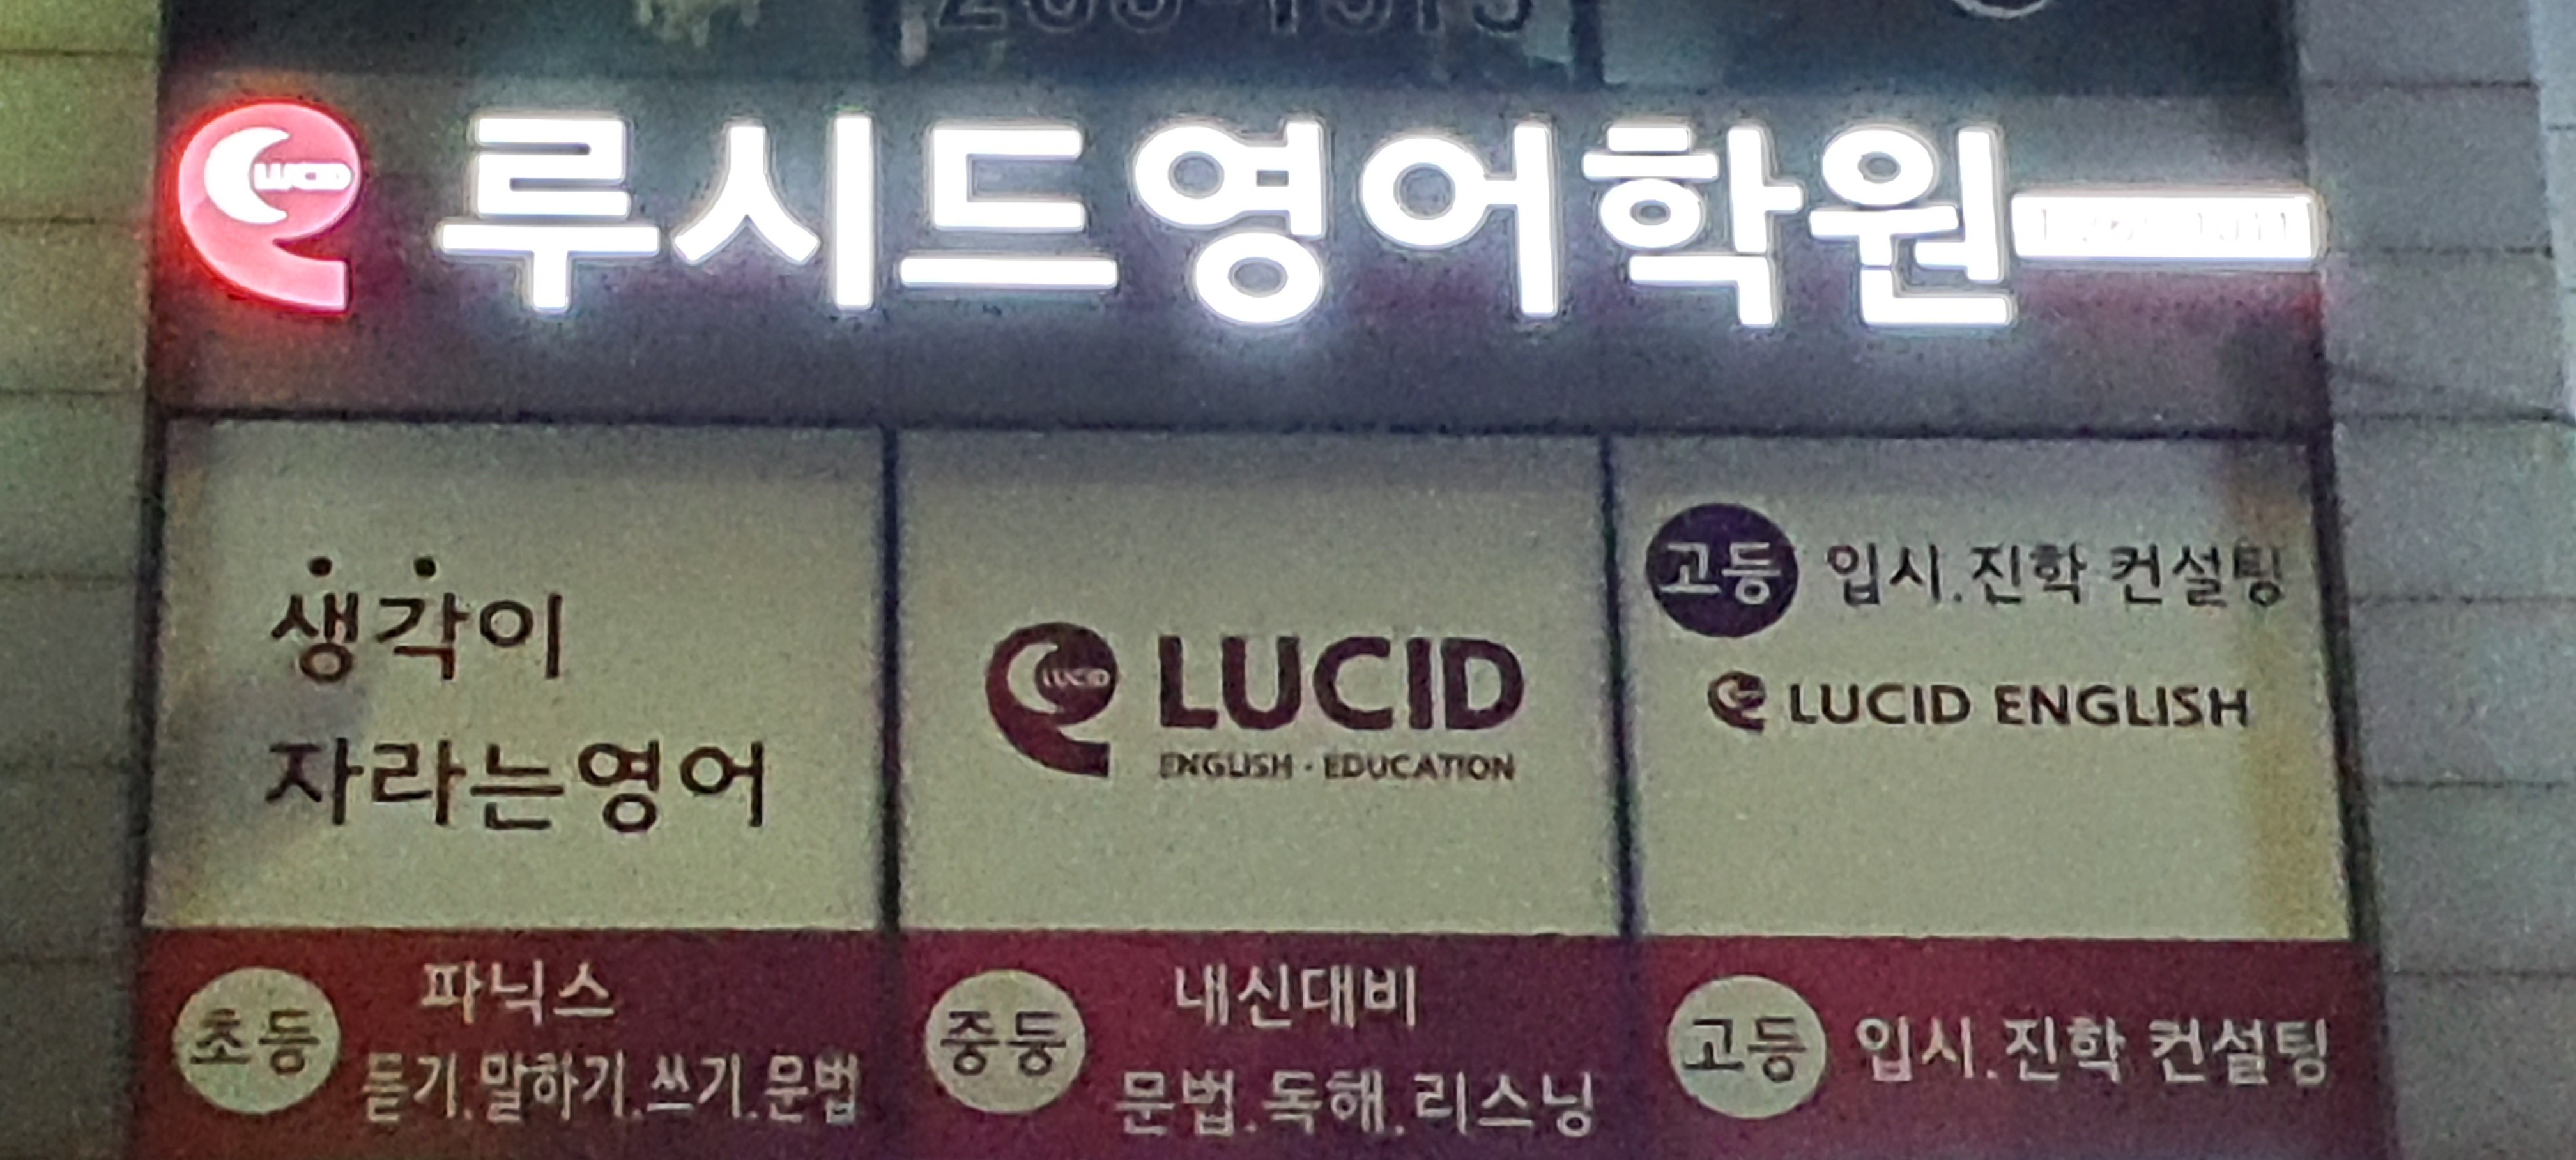 LUCID
루시드영어학원
생각이
자라는영어
LUCID
LUCID
ENGLISH · EDUCATION
고등 입시.진학 컨설팅
LUCID ENGLISH
초등
파닉스
듣기.말하기.쓰기.문법
중등
내신대비
문법.독해.리스닝
고등 입시.진학 컨설팅